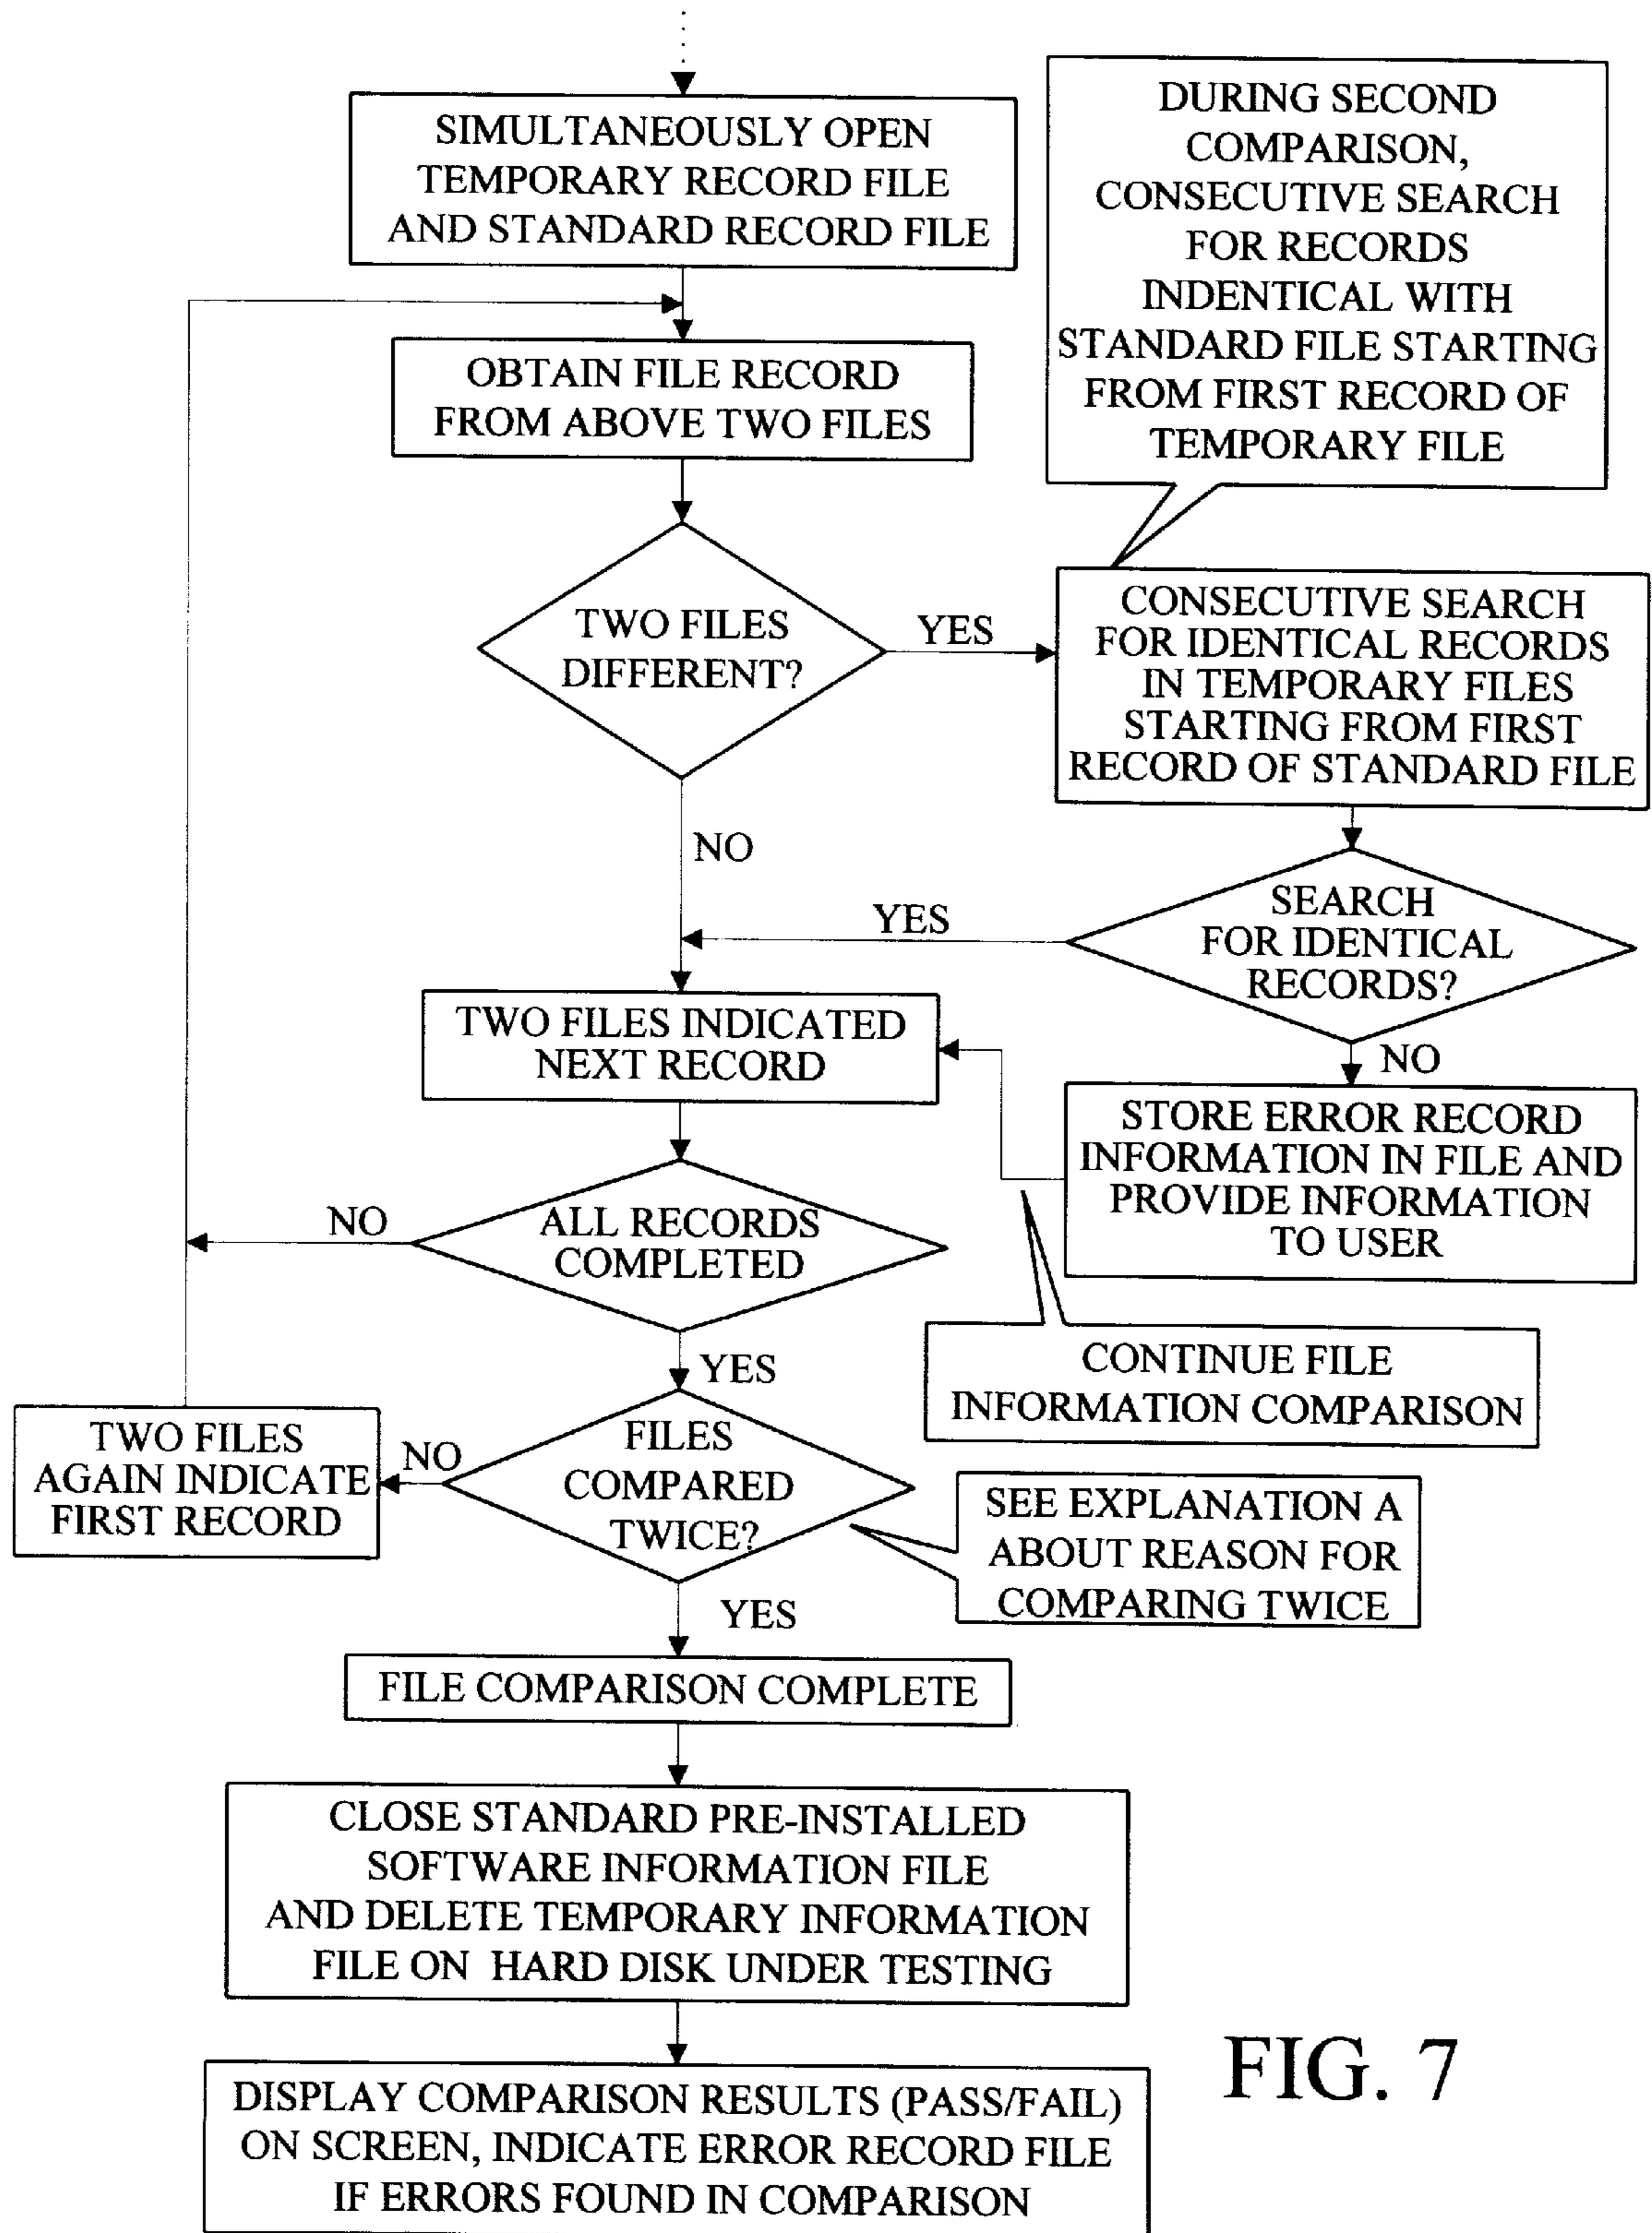 SIMULTANEOUSLY OPEN
TEMPORARY RECORD FILE
AND STANDARD RECORD FILE
DURING SECOND
COMPARISON,
CONSECUTIVE SEARCH
FOR RECORDS
INDENTICAL WITH
STANDARD FILE STARTING
FROM FIRST RECORD OF
TEMPORARY FILE
OBTAIN FILE RECORD
FROM ABOVE TWO FILES
TWO FILES
DIFFERENT?
YES
CONSECUTIVE SEARCH
FOR IDENTICAL RECORDS
IN TEMPORARY FILES
STARTING FROM FIRST
RECORD OF STANDARD FILE
NO
YES
SEARCH
FOR IDENTICAL
RECORDS?
TWO FILES INDICATED
NEXT RECORD
NO
STORE ERROR RECORD
INFORMATION IN FILE AND
PROVIDE INFORMATION
TO USER
NO
ALL RECORDS
COMPLETED
CONTINUE FILE
INFORMATION COMPARISON
YES
TWO FILES
AGAIN INDICATE
FIRST RECORD
NO
FILES
COMPARED
TWICE?
SEE EXPLANATION A
ABOUT REASON FOR
COMPARING TWICE
YES
FILE COMPARISON COMPLETE
CLOSE STANDARD PRE-INSTALLED
SOFTWARE INFORMATION FILE
AND DELETE TEMPORARY INFORMATION
FILE ON HARD DISK UNDER TESTING
DISPLAY COMPARISON RESULTS (PASS/FAIL)
ON SCREEN, INDICATE ERROR RECORD FILE
IF ERRORS FOUND IN COMPARISON
FIG. 7